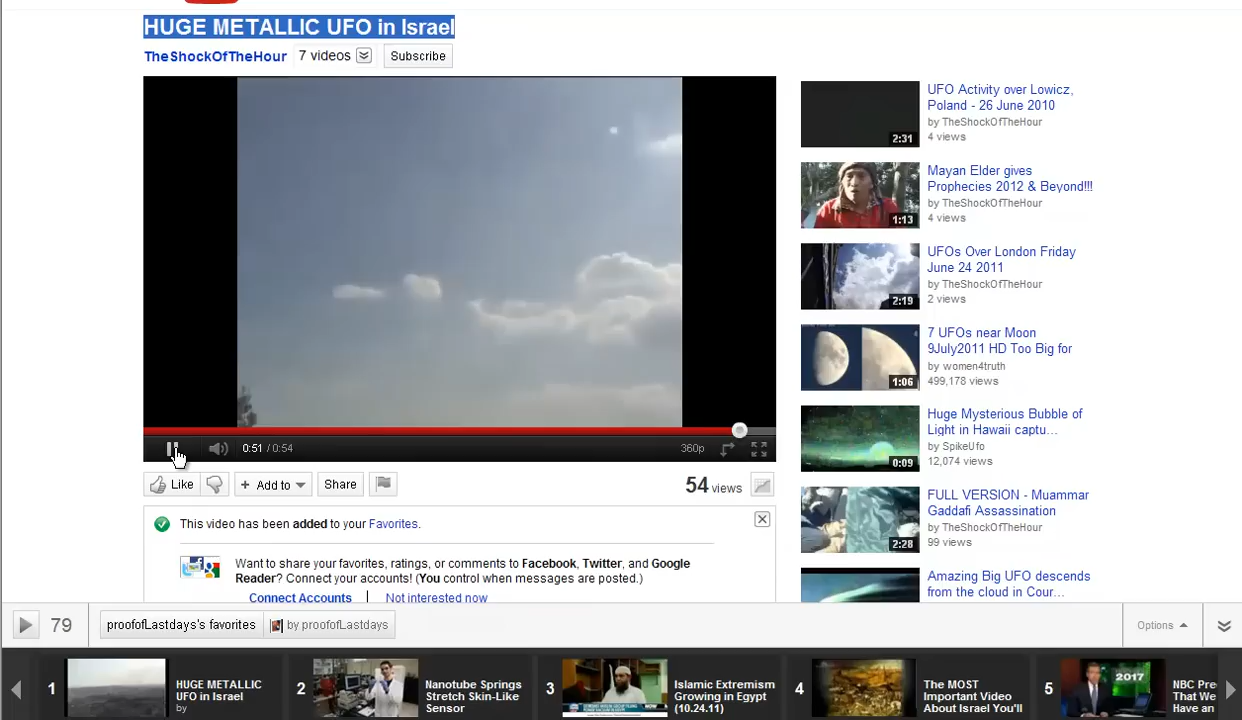 HUGE METALLIC UFO in Israel
TheShockOfTheHour 7 videos Subscribe
0:51 / 0:54 360p
Like + Add to Share 54 views
This video has been added to your Favorites.
Want to share your favorites, ratings, or comments to Facebook, Twitter, and Google
Reader? Connect your accounts! (You control when messages are posted.)
Connect Accounts | Not interested now
2:31
UFO Activity over Lowicz,
Poland - 26 June 2010
by TheShockOfTheHour
4 views
1:13
Mayan Elder gives
Prophecies 2012 & Beyond!!!
by TheShockOfTheHour
4 views
2:19
UFOs Over London Friday
June 24 2011
by TheShockOfTheHour
2 views
1:06
7 UFOs near Moon
9July2011 HD Too Big for
by women4truth
499,178 views
0:09
Huge Mysterious Bubble of
Light in Hawaii captu...
by SpikeUfo
12,074 views
2:28
FULL VERSION - Muammar
Gaddafi Assassination
by TheShockOfTheHour
99 views
Amazing Big UFO descends
from the cloud in Cour...
79 proofofLastdays's favorites by proofofLastdays Options
1
HUGE METALLIC
UFO in Israel
by
2
Nanotube Springs
Stretch Skin-Like
Sensor
3
Islamic Extremism
Growing in Egypt
(10.24.11)
4
The MOST
Important Video
About Israel You'll
5
2017
NBC Pre
That We
Have an